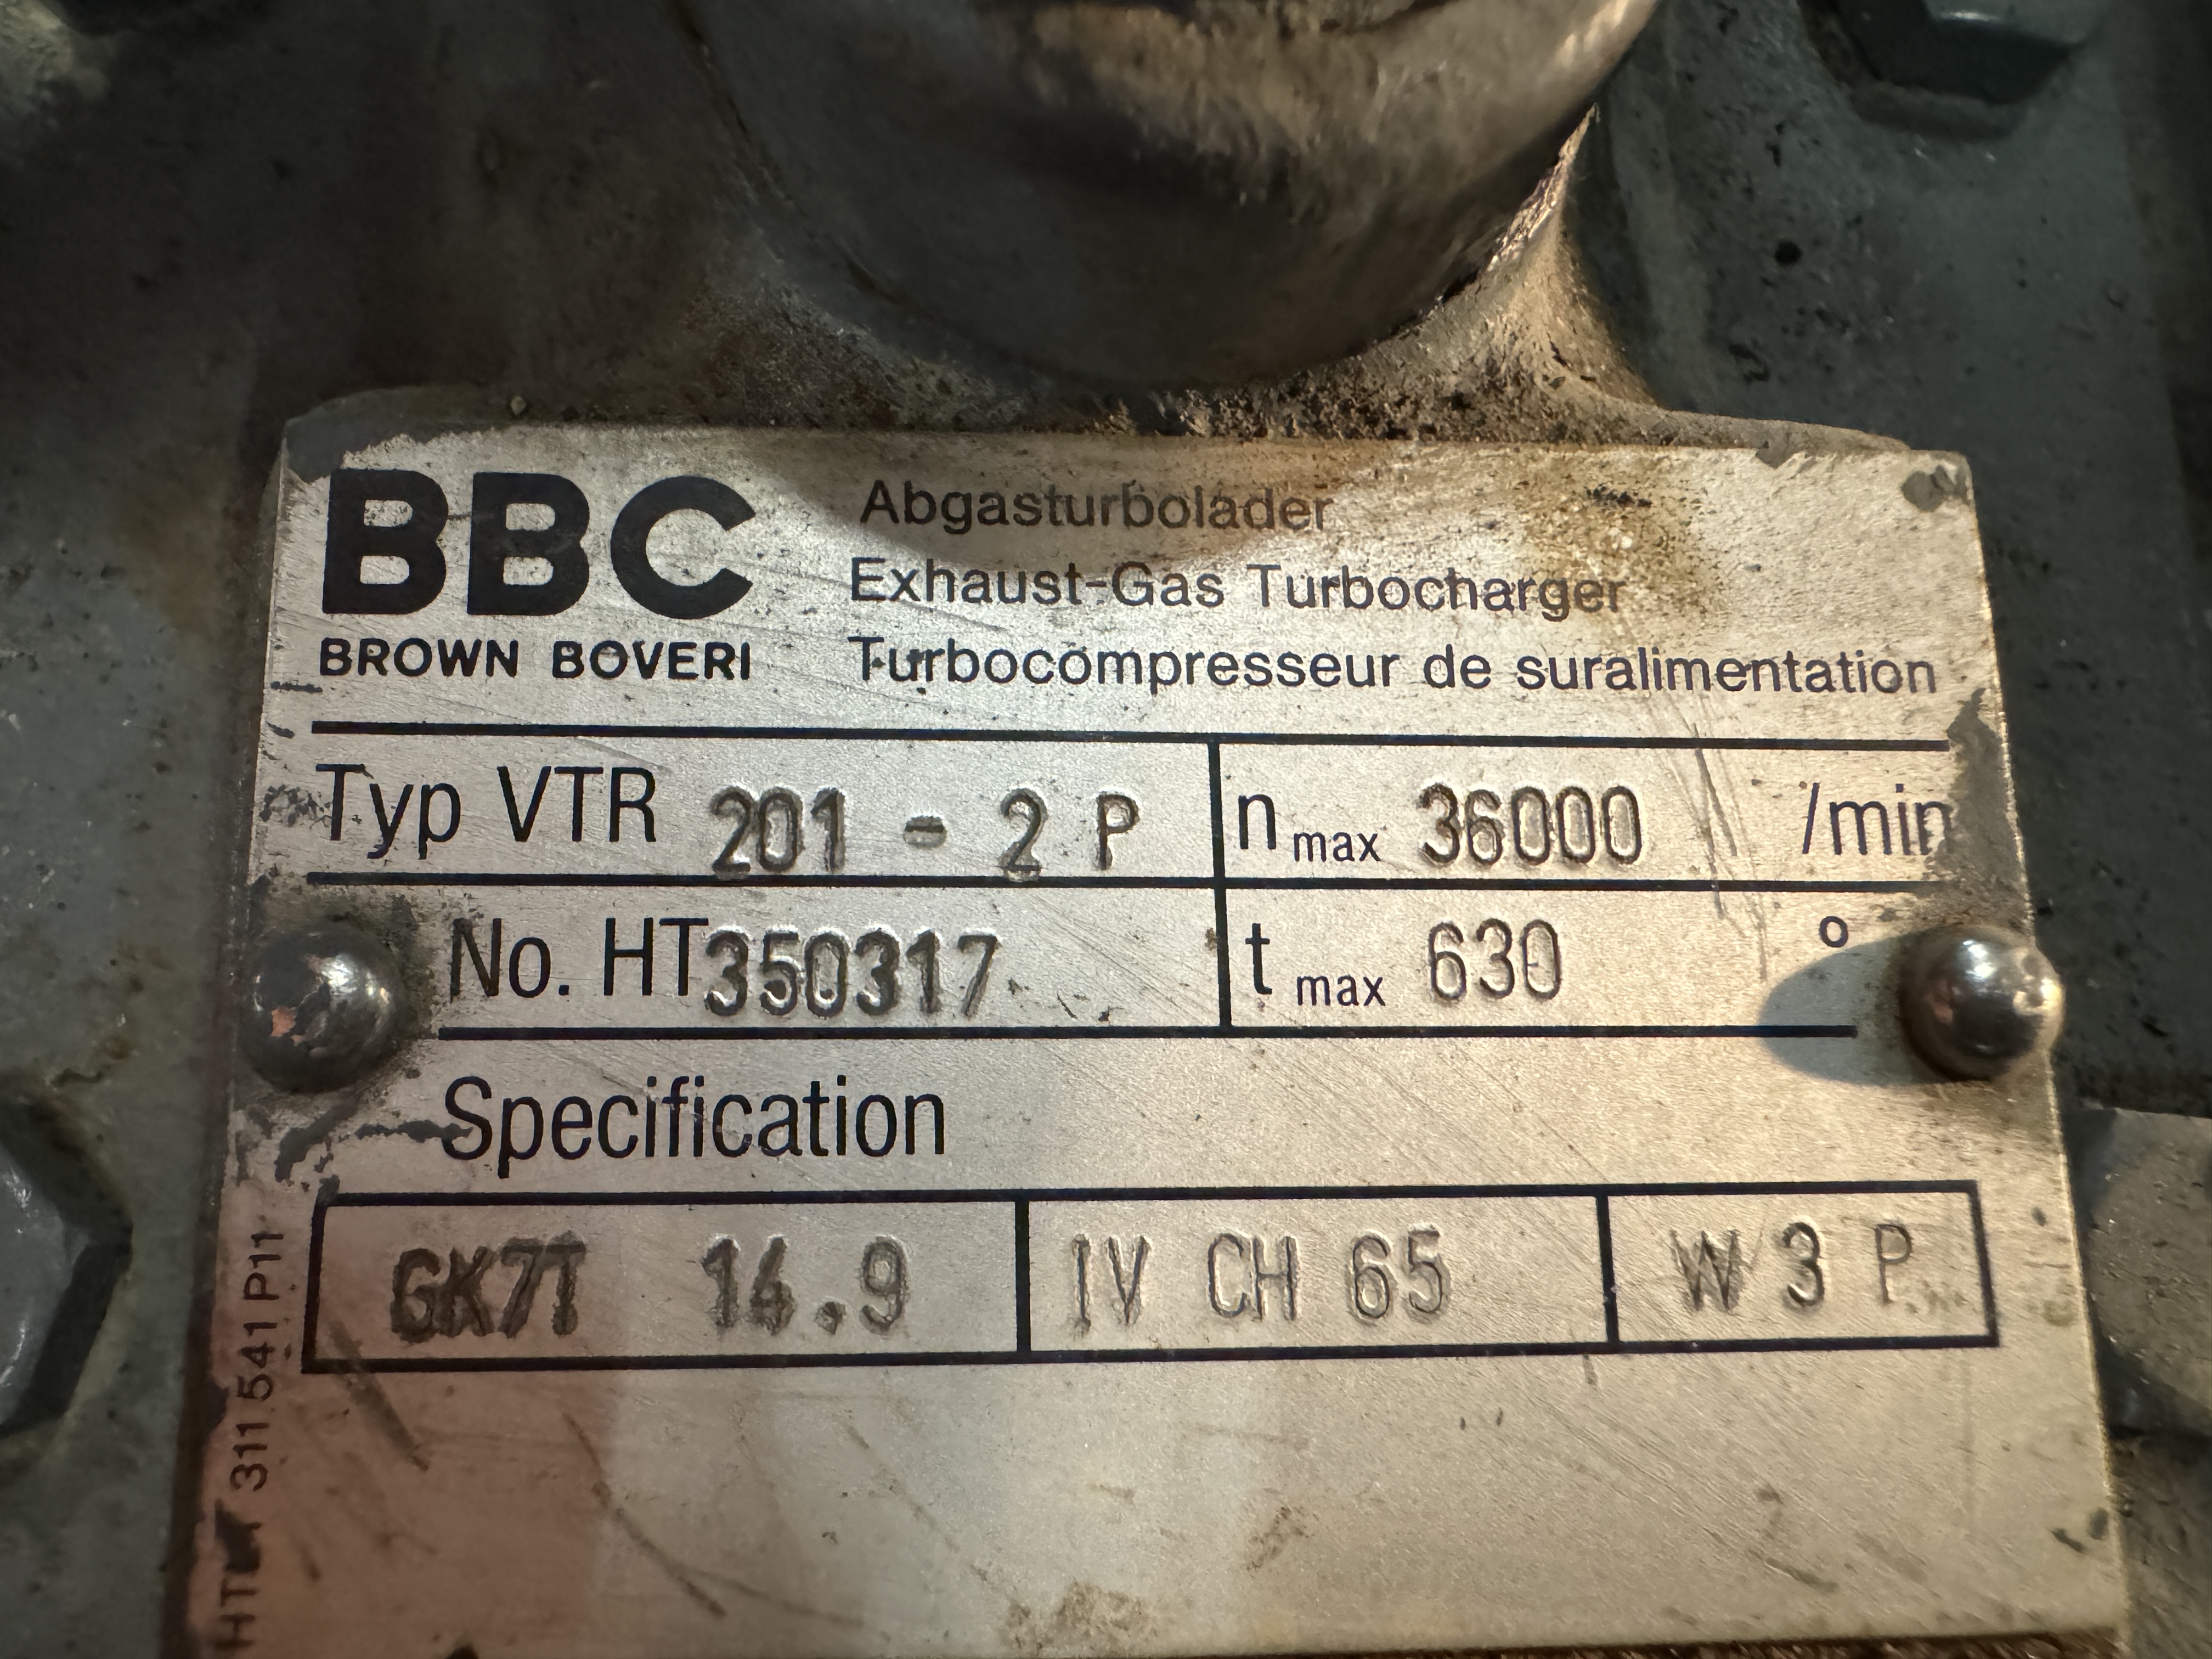 BBC Abgasturbolader
Exhaust-Gas Turbocharger
BROWN BOVERI Turbocompresseur de suralimentation
Typ VTR 201 - 2 P n max 36000 /min
No. HT350317 t max 630 °
Specification
GK7T 14.9 IV CH 65 W 3 P
311 541 P11